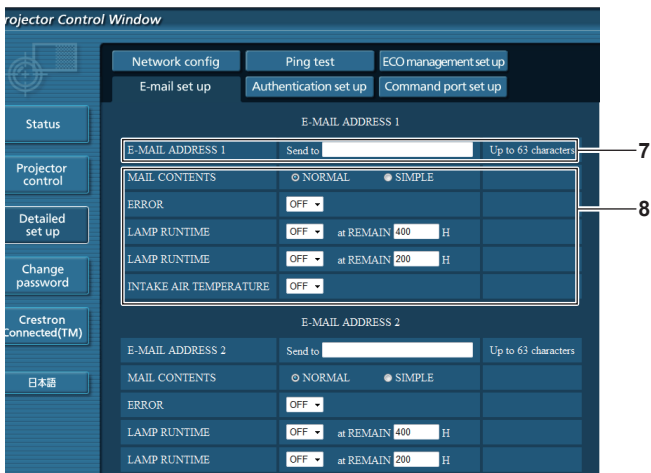 rojector Control Window
Network config Ping test ECO management set up
E-mail set up Authentication set up Command port set up
Status
Projector control
Detailed set up
Change password
Crestron Connected(TM)
日本語
E-MAIL ADDRESS 1
E-MAIL ADDRESS 1 Send to Up to 63 characters 7
MAIL CONTENTS NORMAL SIMPLE
8
ERROR OFF
LAMP RUNTIME OFF at REMAIN 400 H
LAMP RUNTIME OFF at REMAIN 200 H
INTAKE AIR TEMPERATURE OFF
E-MAIL ADDRESS 2
E-MAIL ADDRESS 2 Send to Up to 63 characters
MAIL CONTENTS NORMAL SIMPLE
ERROR OFF
LAMP RUNTIME OFF at REMAIN 400 H
LAMP RUNTIME OFF at REMAIN 200 H